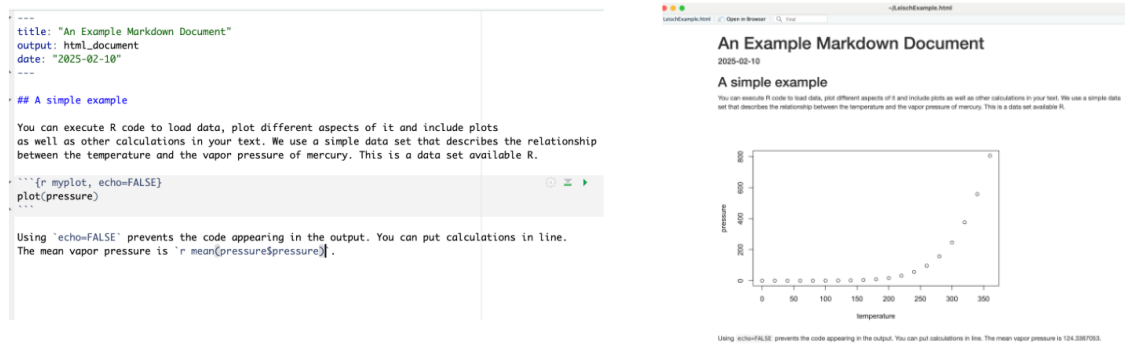 ---
title: "An Example Markdown Document"
output: html_document
date: "2025-02-10"
---
## A simple example
You can execute R code to load data, plot different aspects of it and include plots
as well as other calculations in your text. We use a simple data set that describes the relationship
between the temperature and the vapor pressure of mercury. This is a data set available R.
```{r myplot, echo=FALSE}
plot(pressure)
```
Using `echo=FALSE` prevents the code appearing in the output. You can put calculations in line.
The mean vapor pressure is `r mean(pressure$pressure)`.
~/LeischExample.html
LeischExample.html Open in Browser Find
An Example Markdown Document
2025-02-10
A simple example
You can execute R code to load data, plot different aspects of it and include plots as well as other calculations in your text. We use a simple data
set that describes the relationship between the temperature and the vapor pressure of mercury. This is a data set available R.
pressure
800
600
400
200
0
0 50 100 150 200 250 300 350
temperature
Using echo=FALSE prevents the code appearing in the output. You can put calculations in line. The mean vapor pressure is 124.3367053.